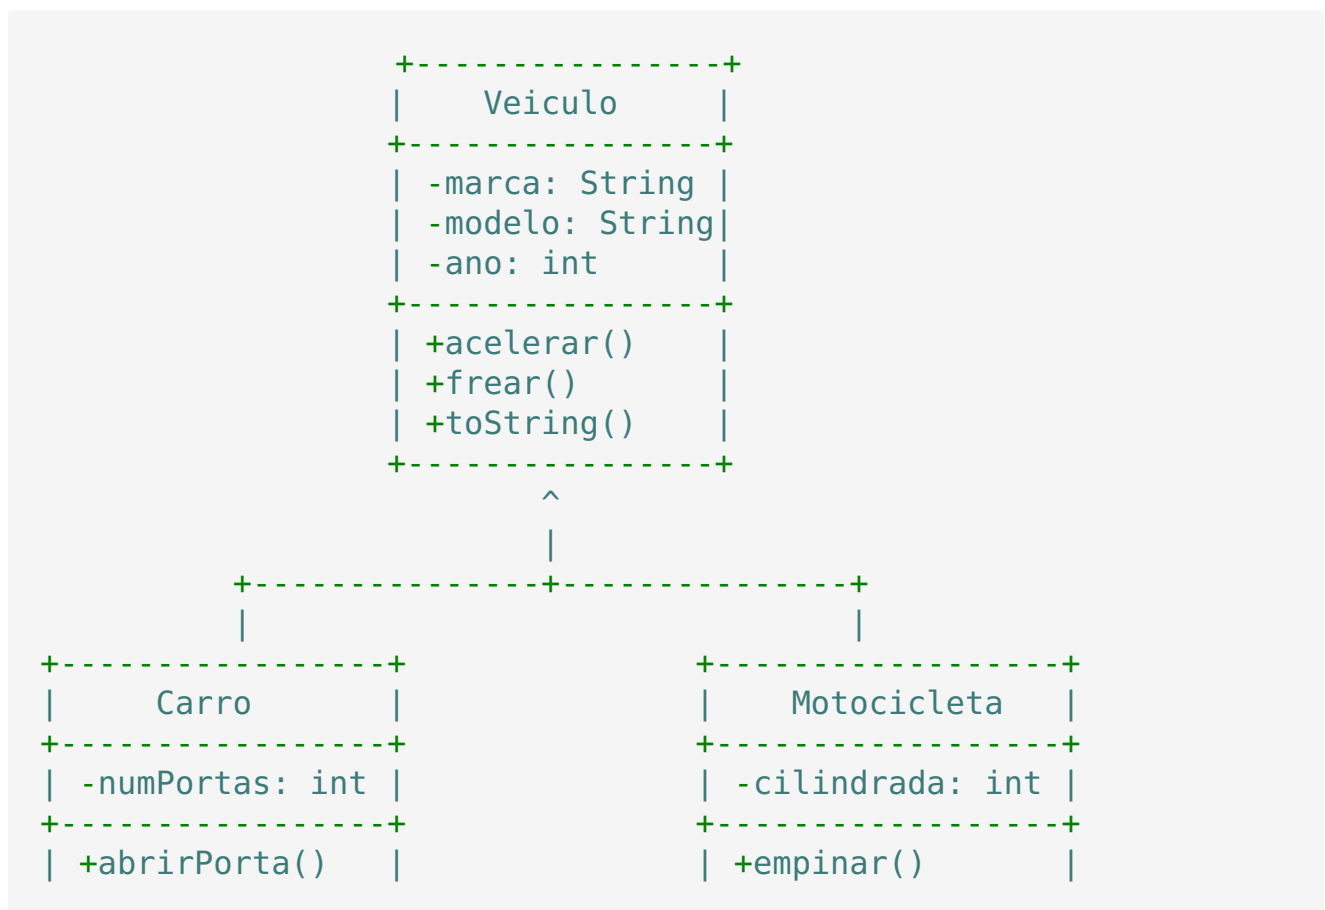 +----------------+
                    |    Veiculo     |
                    +----------------+
                    | -marca: String |
                    | -modelo: String|
                    | -ano: int      |
                    +----------------+
                    | +acelerar()    |
                    | +frear()       |
                    | +toString()    |
                    +----------------+
                            ^
                            |
            +---------------+---------------+
            |                               |
  +-----------------+               +------------------+
  |     Carro       |               |    Motocicleta   |
  +-----------------+               +------------------+
  | -numPortas: int |               | -cilindrada: int |
  +-----------------+               +------------------+
  | +abrirPorta()   |               | +empinar()       |